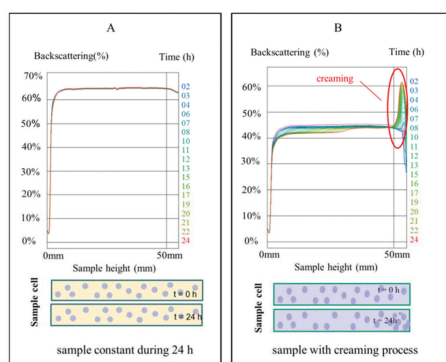 A
Backscattering(%)
Time (h)
70%
60%
50%
40%
30%
20%
10%
0%
02
03
04
06
07
08
10
11
12
13
15
16
17
19
20
21
22
24
0mm
50mm
Sample height (mm)
Sample cell
t = 0 h
t = 24 h
sample constant during 24 h
B
Backscattering (%)
Time (h)
creaming
60%
50%
40%
30%
20%
10%
0%
02
03
04
06
07
08
10
11
12
13
15
16
17
19
20
21
22
24
0mm
50mm
Sample height (mm)
Sample cell
t= 0 h
t = 24h
sample with creaming process